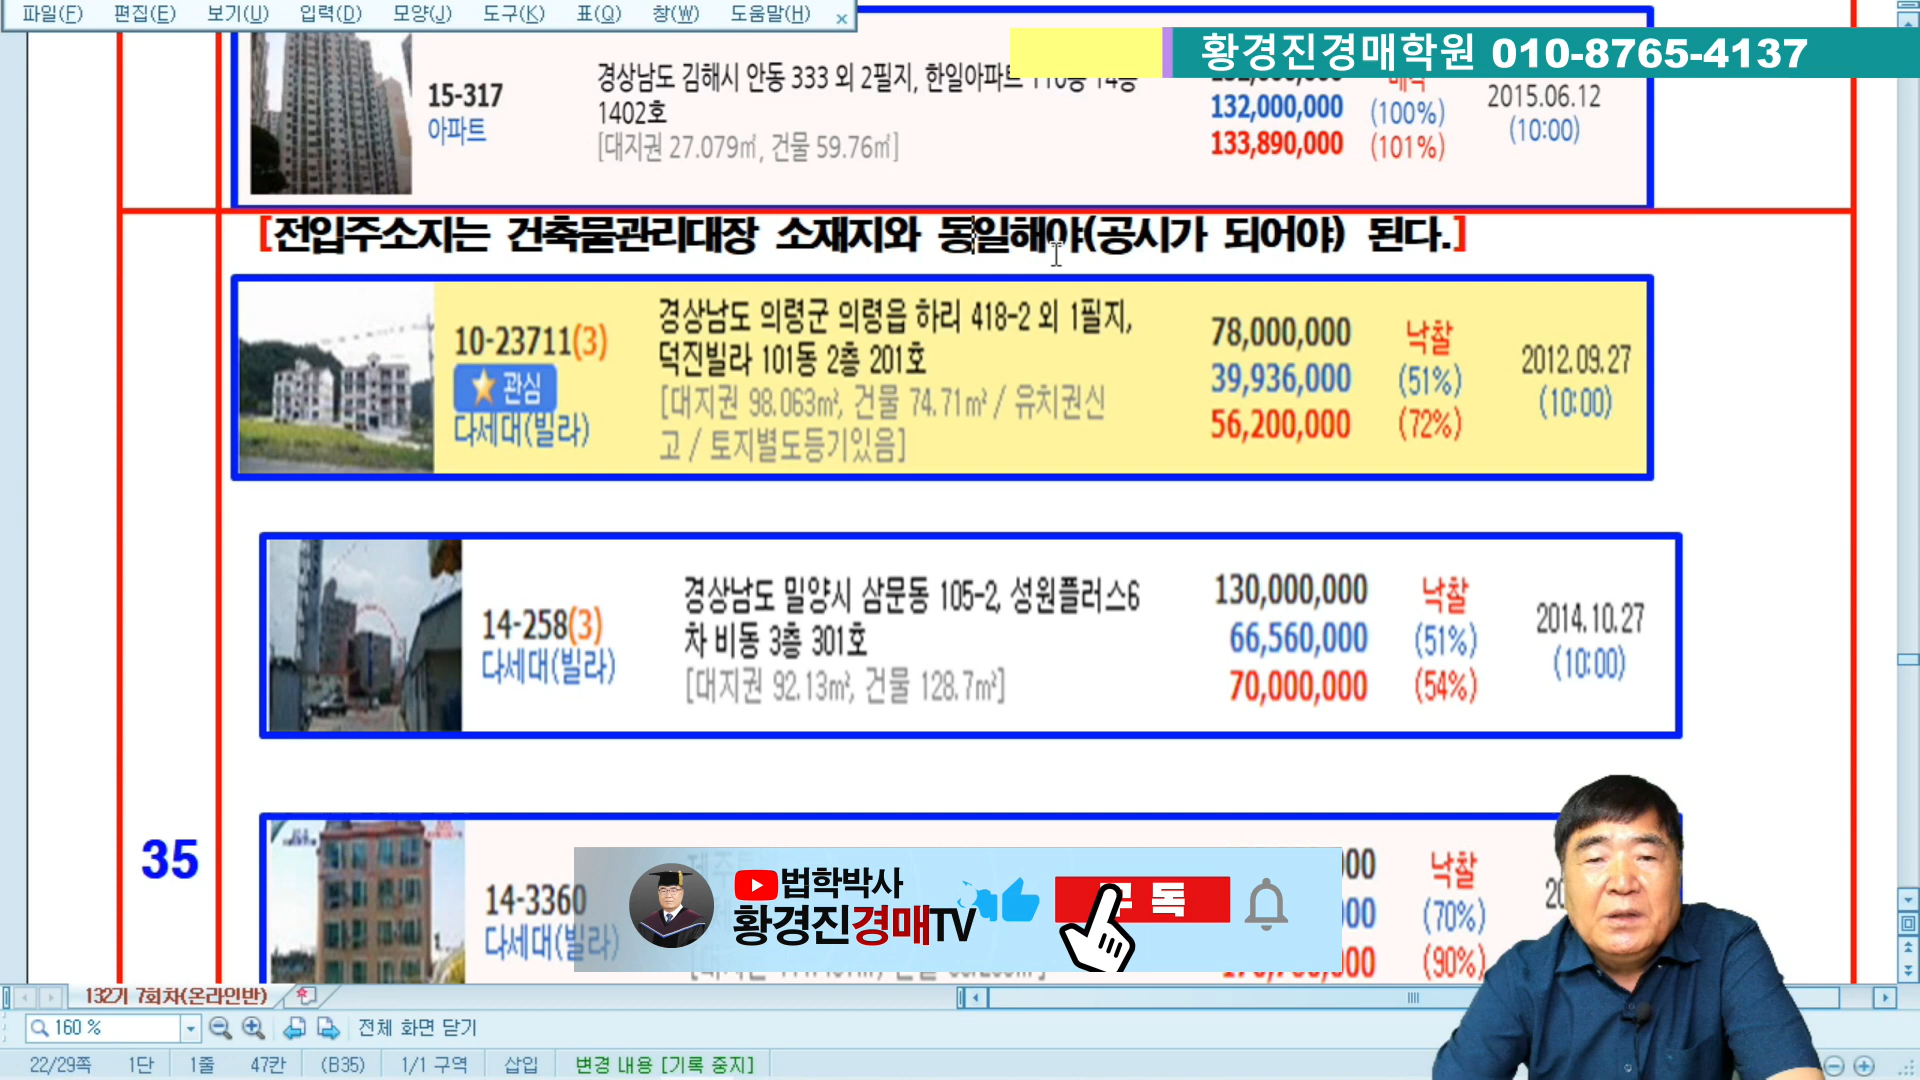 파일(F) 편집(E) 보기(U) 입력(D) 모양(J) 도구(K) 표(Q) 창(W) 도움말(H)
황경진경매학원 010-8765-4137
15-317
아파트
경상남도 김해시 안동 333 외 2필지, 한일아파트
1402호
[대지권 27.079㎡, 건물 59.76㎡]
132,000,000 (100%)
133,890,000 (101%)
2015.06.12
(10:00)
[전입주소지는 건축물관리대장 소재지와 동일해야(공시가 되어야) 된다.]
10-23711(3)
관심
다세대(빌라)
경상남도 의령군 의령읍 하리 418-2 외 1필지,
덕진빌라 101동 2층 201호
[대지권 98.063㎡, 건물 74.71㎡ / 유치권신
고 / 토지별도등기있음]
78,000,000 낙찰
39,936,000 (51%)
56,200,000 (72%)
2012.09.27
(10:00)
14-258(3)
다세대(빌라)
경상남도 밀양시 삼문동 105-2, 성원플러스6
차 비동 3층 301호
[대지권 92.13㎡, 건물 128.7㎡]
130,000,000 낙찰
66,560,000 (51%)
70,000,000 (54%)
2014.10.27
(10:00)
35
14-3360
다세대(빌라)
낙찰
(70%)
(90%)
법학박사
황경진경매TV
독
132기 7회차(온라인반)
160 %
전체 화면 닫기
22/29쪽 1단 1줄 47칸 (B35) 1/1 구역 삽입 변경 내용 [기록 중지]